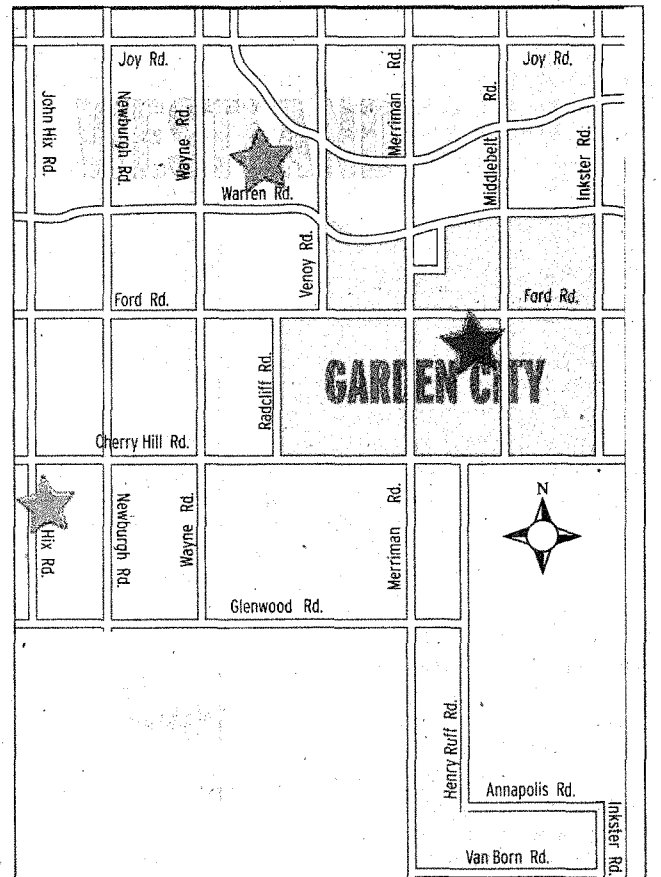 Joy Rd.
Joy Rd.
John Hix Rd.
Newburgh Rd.
Wayne Rd.
Merriman Rd.
Middlebelt Rd.
Inkster Rd.
WESTLAND
Warren Rd.
Venoy Rd.
Ford Rd.
Ford Rd.
Radcliff Rd.
GARDEN CITY
Cherry Hill Rd.
Hix Rd.
Newburgh Rd.
Wayne Rd.
Merriman Rd.
N
Glenwood Rd.
Henry Ruff Rd.
Annapolis Rd.
Inkster Rd.
Van Born Rd.